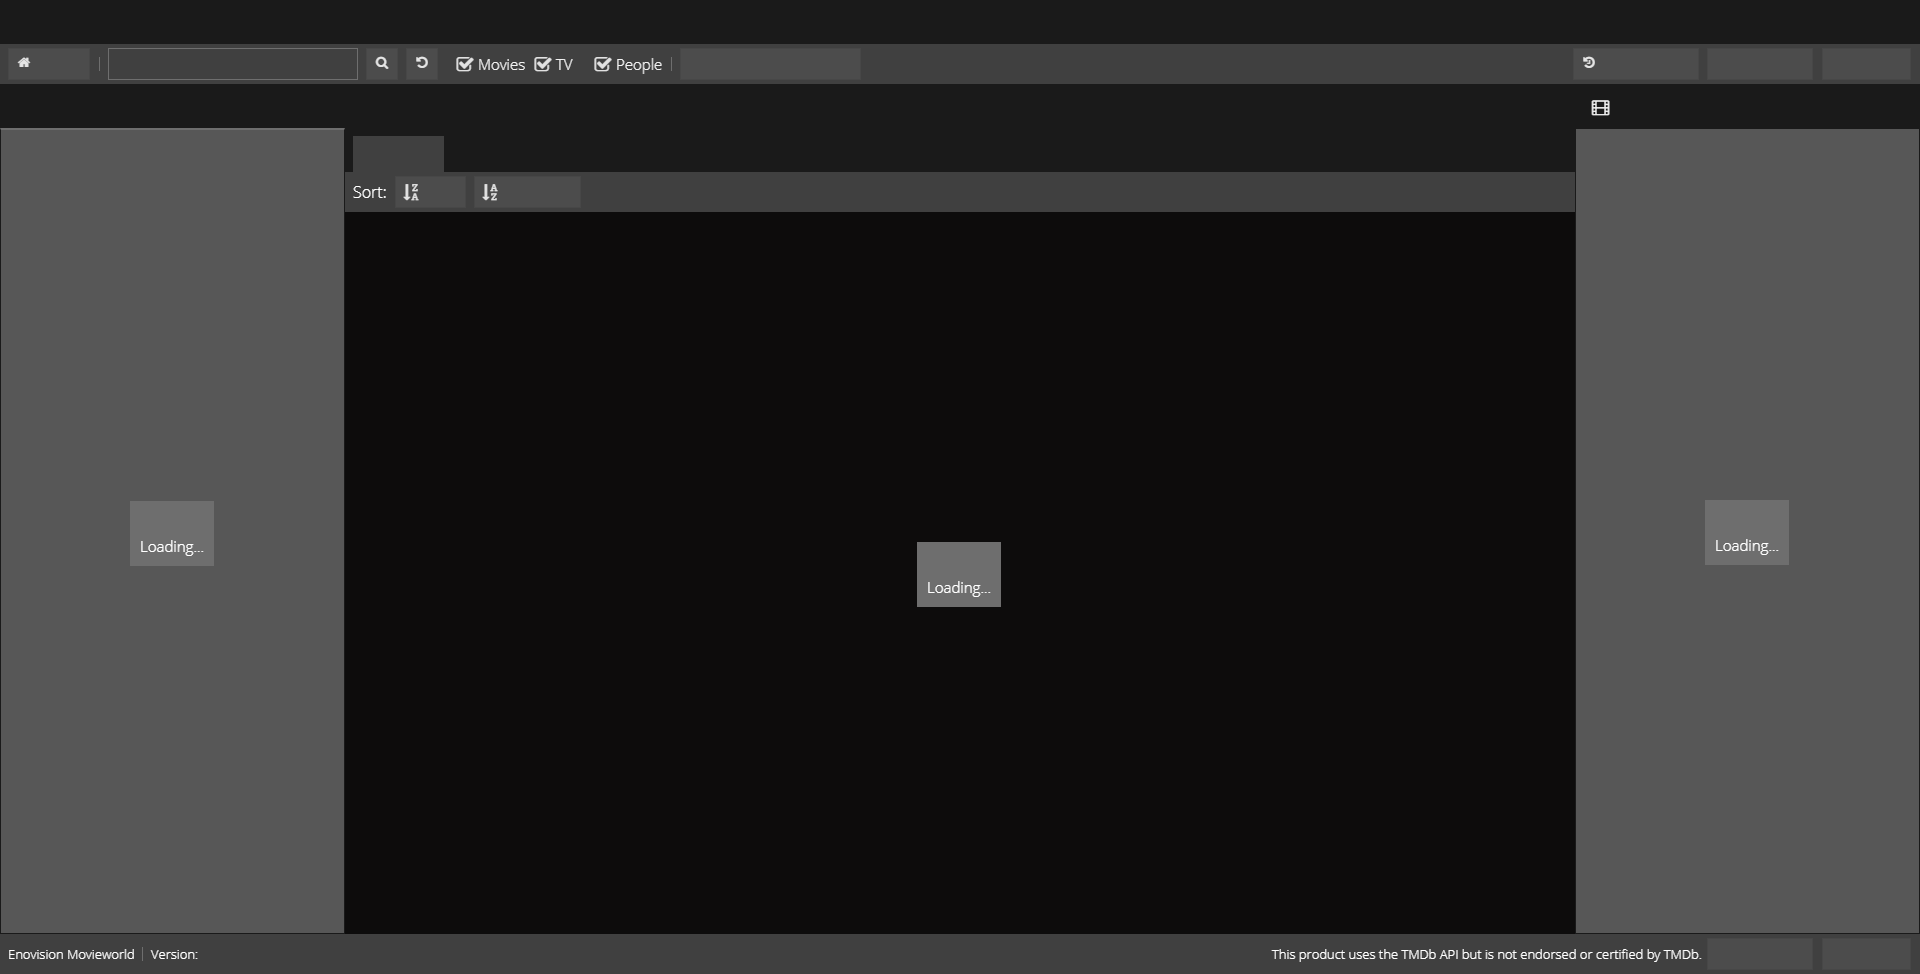 Movies
TV
People
Sort:
Loading...
Loading...
Loading...
Enovision Movieworld
Version:
This product uses the TMDb API but is not endorsed or certified by TMDb.